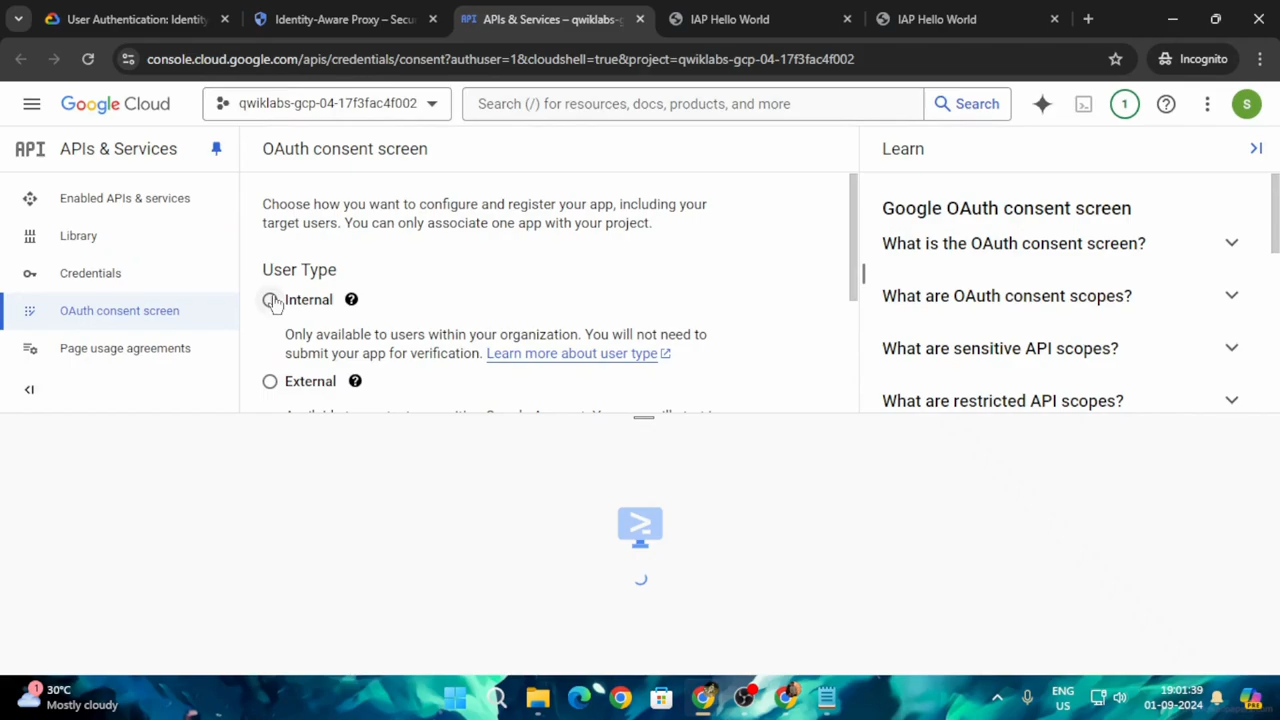 User Authentication: Identity
Identity-Aware Proxy – Secu
API APIs & Services – qwiklabs-g
IAP Hello World
IAP Hello World
console.cloud.google.com/apis/credentials/consent?authuser=1&cloudshell=true&project=qwiklabs-gcp-04-17f3fac4f002
Incognito
Google Cloud
qwiklabs-gcp-04-17f3fac4f002
Search (/) for resources, docs, products, and more
Search
1
S
API APIs & Services
Enabled APIs & services
Library
Credentials
OAuth consent screen
Page usage agreements
OAuth consent screen
Choose how you want to configure and register your app, including your
target users. You can only associate one app with your project.
User Type
Internal
Only available to users within your organization. You will not need to
submit your app for verification. Learn more about user type
External
Learn
Google OAuth consent screen
What is the OAuth consent screen?
What are OAuth consent scopes?
What are sensitive API scopes?
What are restricted API scopes?
1
30°C
Mostly cloudy
ENG
US
19:01:39
01-09-2024
PRE